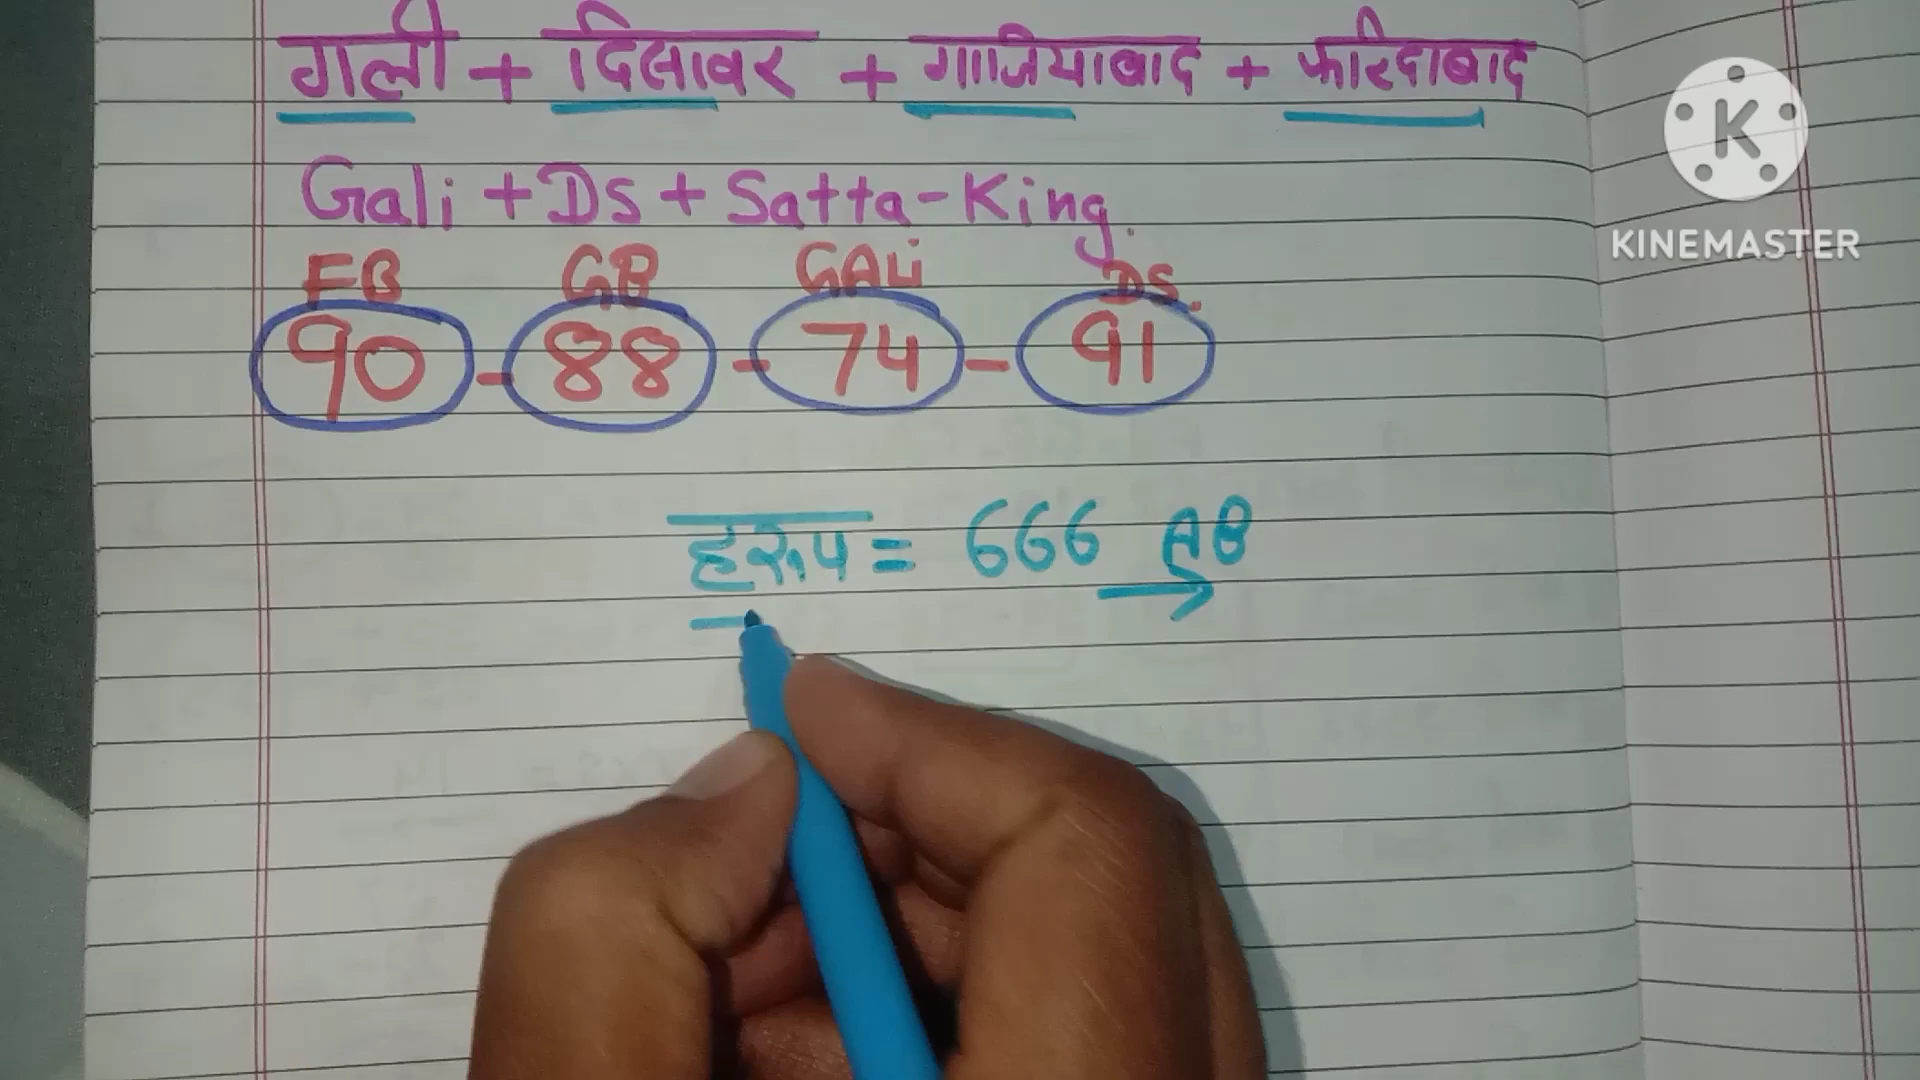 गली + दिसावर + गाजियाबाद + फरिदाबाद
Gali + Ds + Satta-King.
FB GB GALi DS.
90 - 88 - 74 - 91
हरुप = 666 AB
K
KINEMASTER